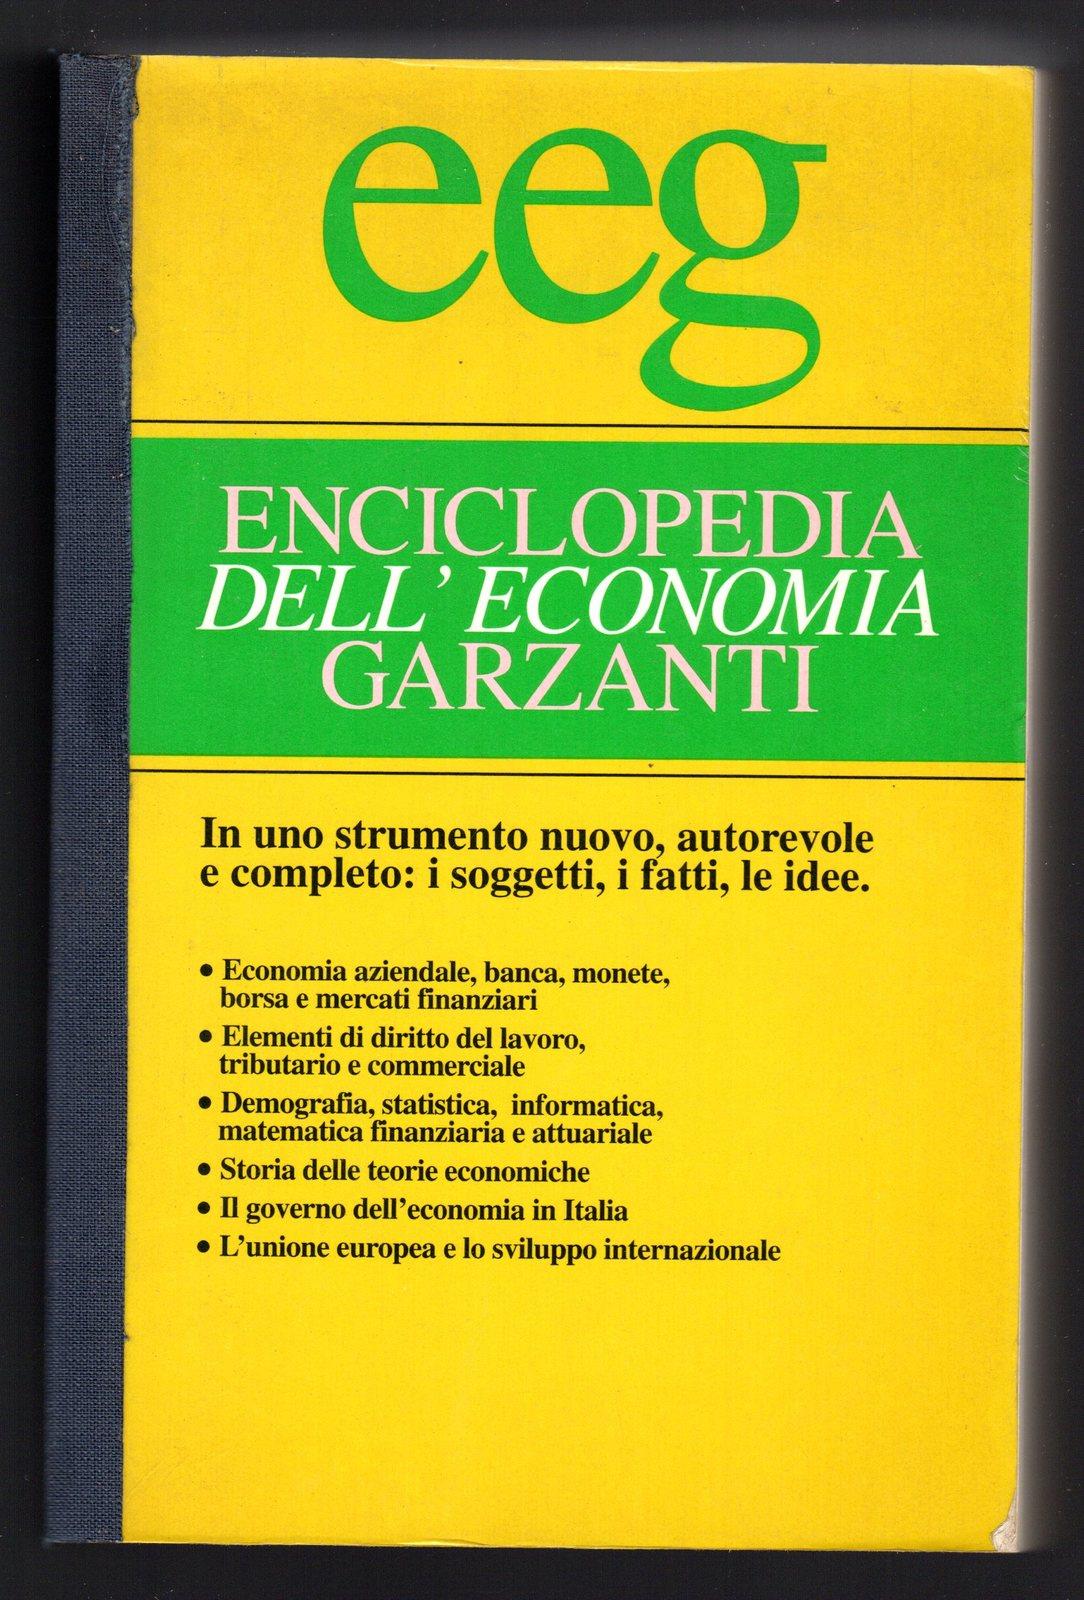 eeg
ENCICLOPEDIA
DELL'ECONOMIA
GARZANTI
In uno strumento nuovo, autorevole
e completo: i soggetti, i fatti, le idee.
• Economia aziendale, banca, monete,
borsa e mercati finanziari
• Elementi di diritto del lavoro,
tributario e commerciale
• Demografia, statistica, informatica,
matematica finanziaria e attuariale
• Storia delle teorie economiche
• Il governo dell'economia in Italia
• L'unione europea e lo sviluppo internazionale